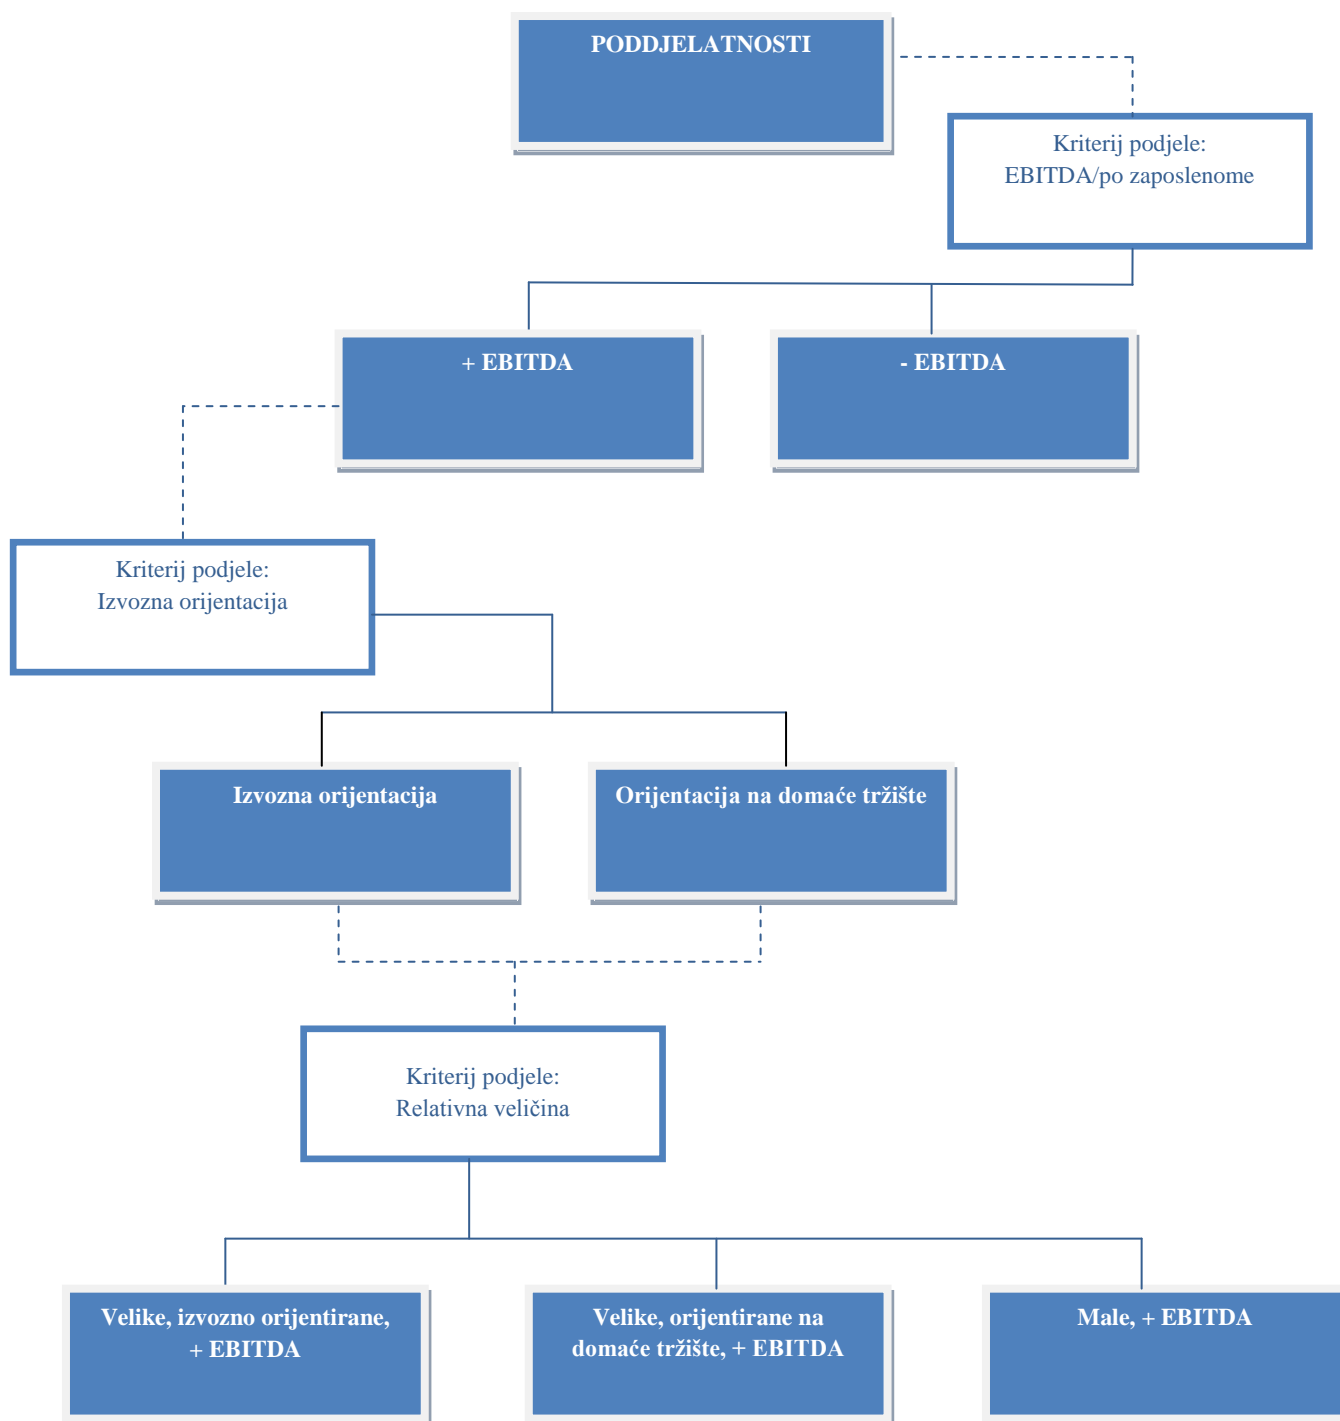 PODDJELATNOSTI
Kriterij podjele:
EBITDA/po zaposlenome
+ EBITDA
- EBITDA
Kriterij podjele:
Izvozna orijentacija
Izvozna orijentacija
Orijentacija na domaće tržište
Kriterij podjele:
Relativna veličina
Velike, izvozno orijentirane,
+ EBITDA
Velike, orijentirane na
domaće tržište, + EBITDA
Male, + EBITDA